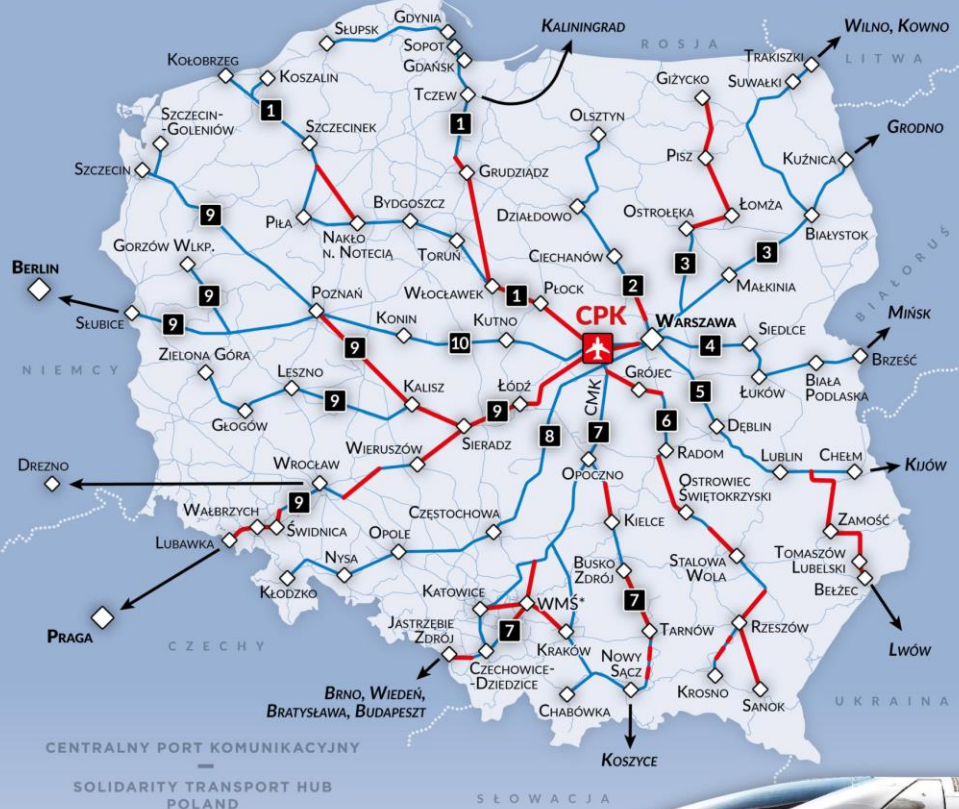 GDYNIA
SŁUPSK
SOPOT
GDAŃSK
KALININGRAD
ROSJA
WILNO, KOWNO
TRAKISZKI
LITWA
SUWAŁKI
KOŁOBRZEG
KOSZALIN
TCZEW
GIŻYCKO
1
SZCZECIN-
-GOLENIÓW
SZCZECINEK
1
OLSZTYN
GRODNO
SZCZECIN
GRUDZIĄDZ
PISZ
KUŹNICA
9
PIŁA
BYDGOSZCZ
DZIAŁDOWO
OSTROŁĘKA
ŁOMŻA
NAKŁO
N. NOTECIĄ
TORUŃ
BIAŁYSTOK
GORZÓW WLKP.
CIECHANÓW
3
3
MAŁKINIA
BIAŁORUŚ
BERLIN
9
WŁOCŁAWEK
1
PŁOCK
2
POZNAŃ
KONIN
KUTNO
CPK
WARSZAWA
SIEDLCE
MIŃSK
SŁUBICE
9
9
10
4
BRZEŚĆ
ZIELONA GÓRA
NIEMCY
LESZNO
KALISZ
ŁÓDŹ
GRÓJEC
ŁUKÓW
BIAŁA
PODLASKA
9
9
CMK
5
GŁOGÓW
SIERADZ
8
7
6
DĘBLIN
WIERUSZÓW
RADOM
LUBLIN
CHEŁM
KIJÓW
DREZNO
WROCŁAW
OPOCZNO
OSTROWIEC
ŚWIĘTOKRZYSKI
9
WAŁBRZYCH
ŚWIDNICA
CZĘSTOCHOWA
KIELCE
ZAMOŚĆ
LUBAWKA
OPOLE
STALOWA
WOLA
TOMASZÓW
LUBELSKI
NYSA
BUSKO
ZDRÓJ
KŁODZKO
BEŁŻEC
KATOWICE
WMŚ*
7
PRAGA
JASTRZĘBIE
ZDRÓJ
7
TARNÓW
RZESZÓW
CZECHY
KRAKÓW
LWÓW
CZECHOWICE-
DZIEDZICE
NOWY
SĄCZ
KROSNO
SANOK
BRNO, WIEDEŃ,
BRATYSŁAWA, BUDAPESZT
CHABÓWKA
UKRAINA
KOSZYCE
CENTRALNY PORT KOMUNIKACYJNY
—
SOLIDARITY TRANSPORT HUB
POLAND
SŁOWACJA